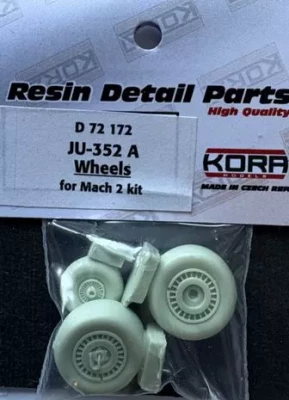 KORA
Resin Detail Parts
High Quality
D 72 172
JU-352 A
Wheels
for Mach 2 kit
KORA
MODELS
MADE IN CZECH REP